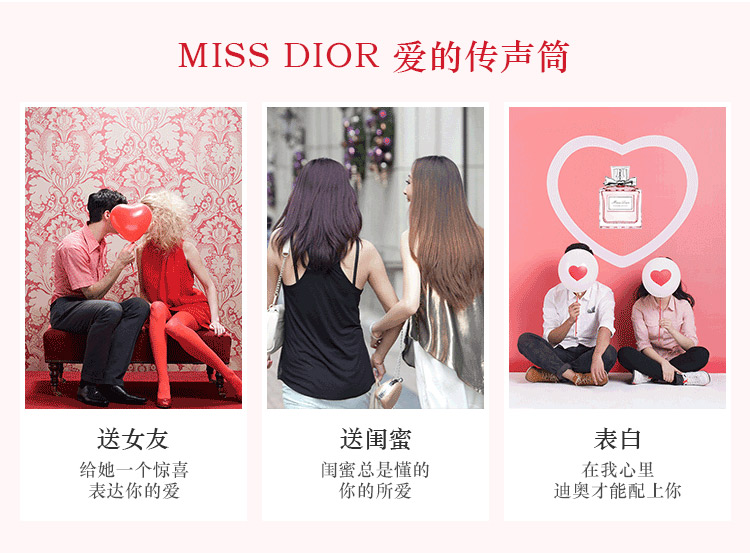 MISS DIOR 爱的传声筒
送女友
给她一个惊喜
表达你的爱
送闺蜜
闺蜜总是懂的
你的所爱
表白
在我心里
迪奥才能配上你